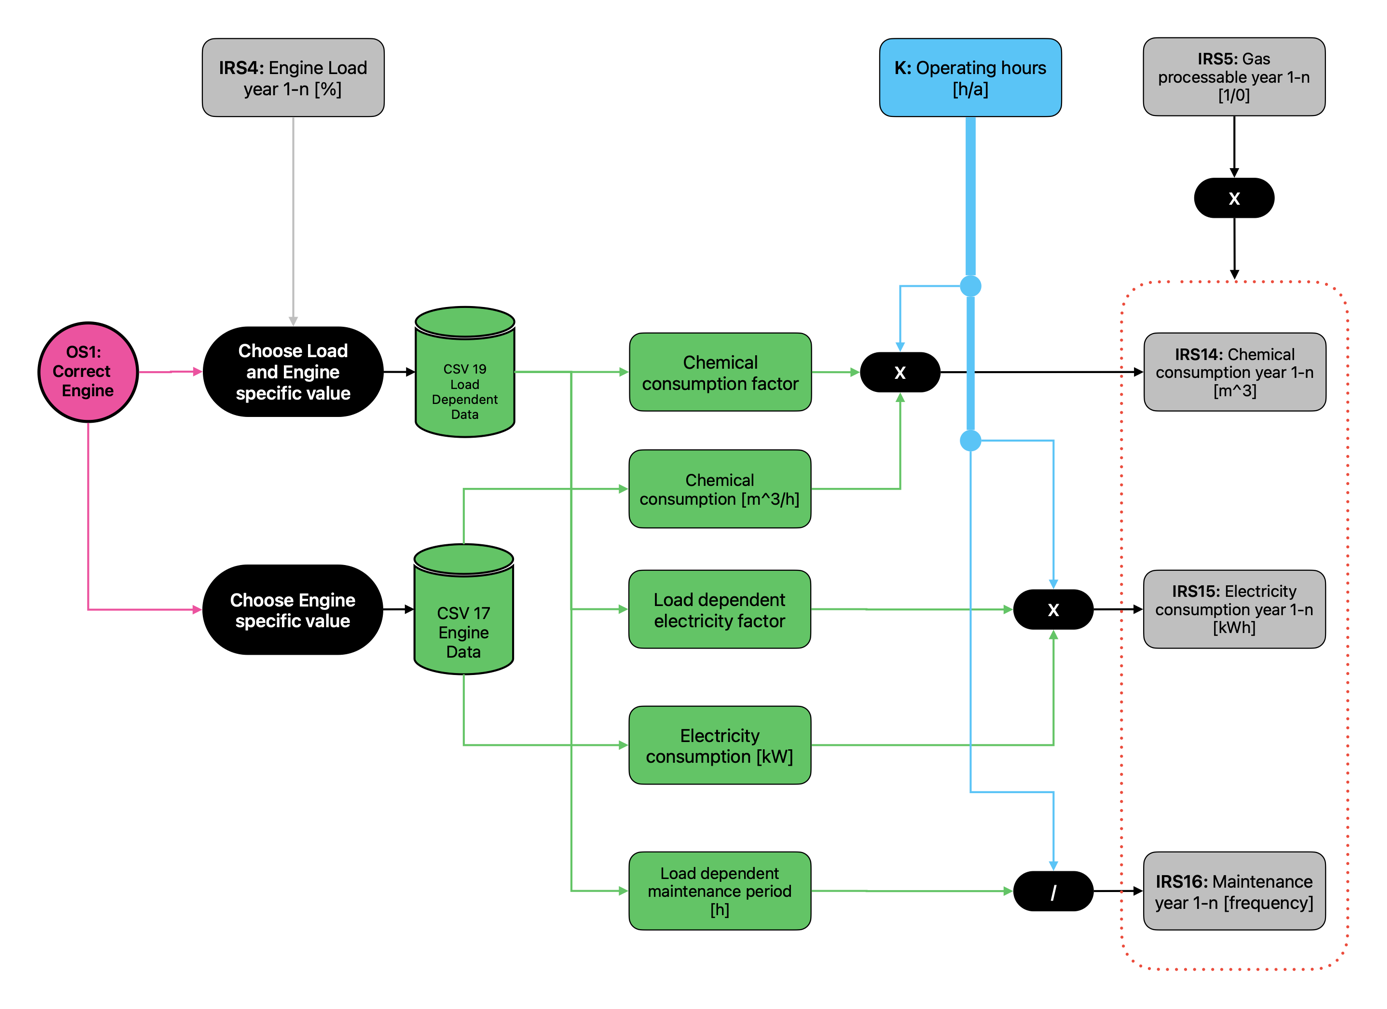 IRS4: Engine Load
year 1-n [%]
K: Operating hours
[h/a]
IRS5: Gas
processable year 1-n
[1/0]
X
OS1:
Correct
Engine
Choose Load
and Engine
specific value
CSV 19
Load
Dependent
Data
Chemical
consumption factor
X
IRS14: Chemical
consumption year 1-n
[m^3]
Chemical
consumption [m^3/h]
Choose Engine
specific value
CSV 17
Engine
Data
Load dependent
electricity factor
X
IRS15: Electricity
consumption year 1-n
[kWh]
Electricity
consumption [kW]
Load dependent
maintenance period
[h]
/
IRS16: Maintenance
year 1-n [frequency]